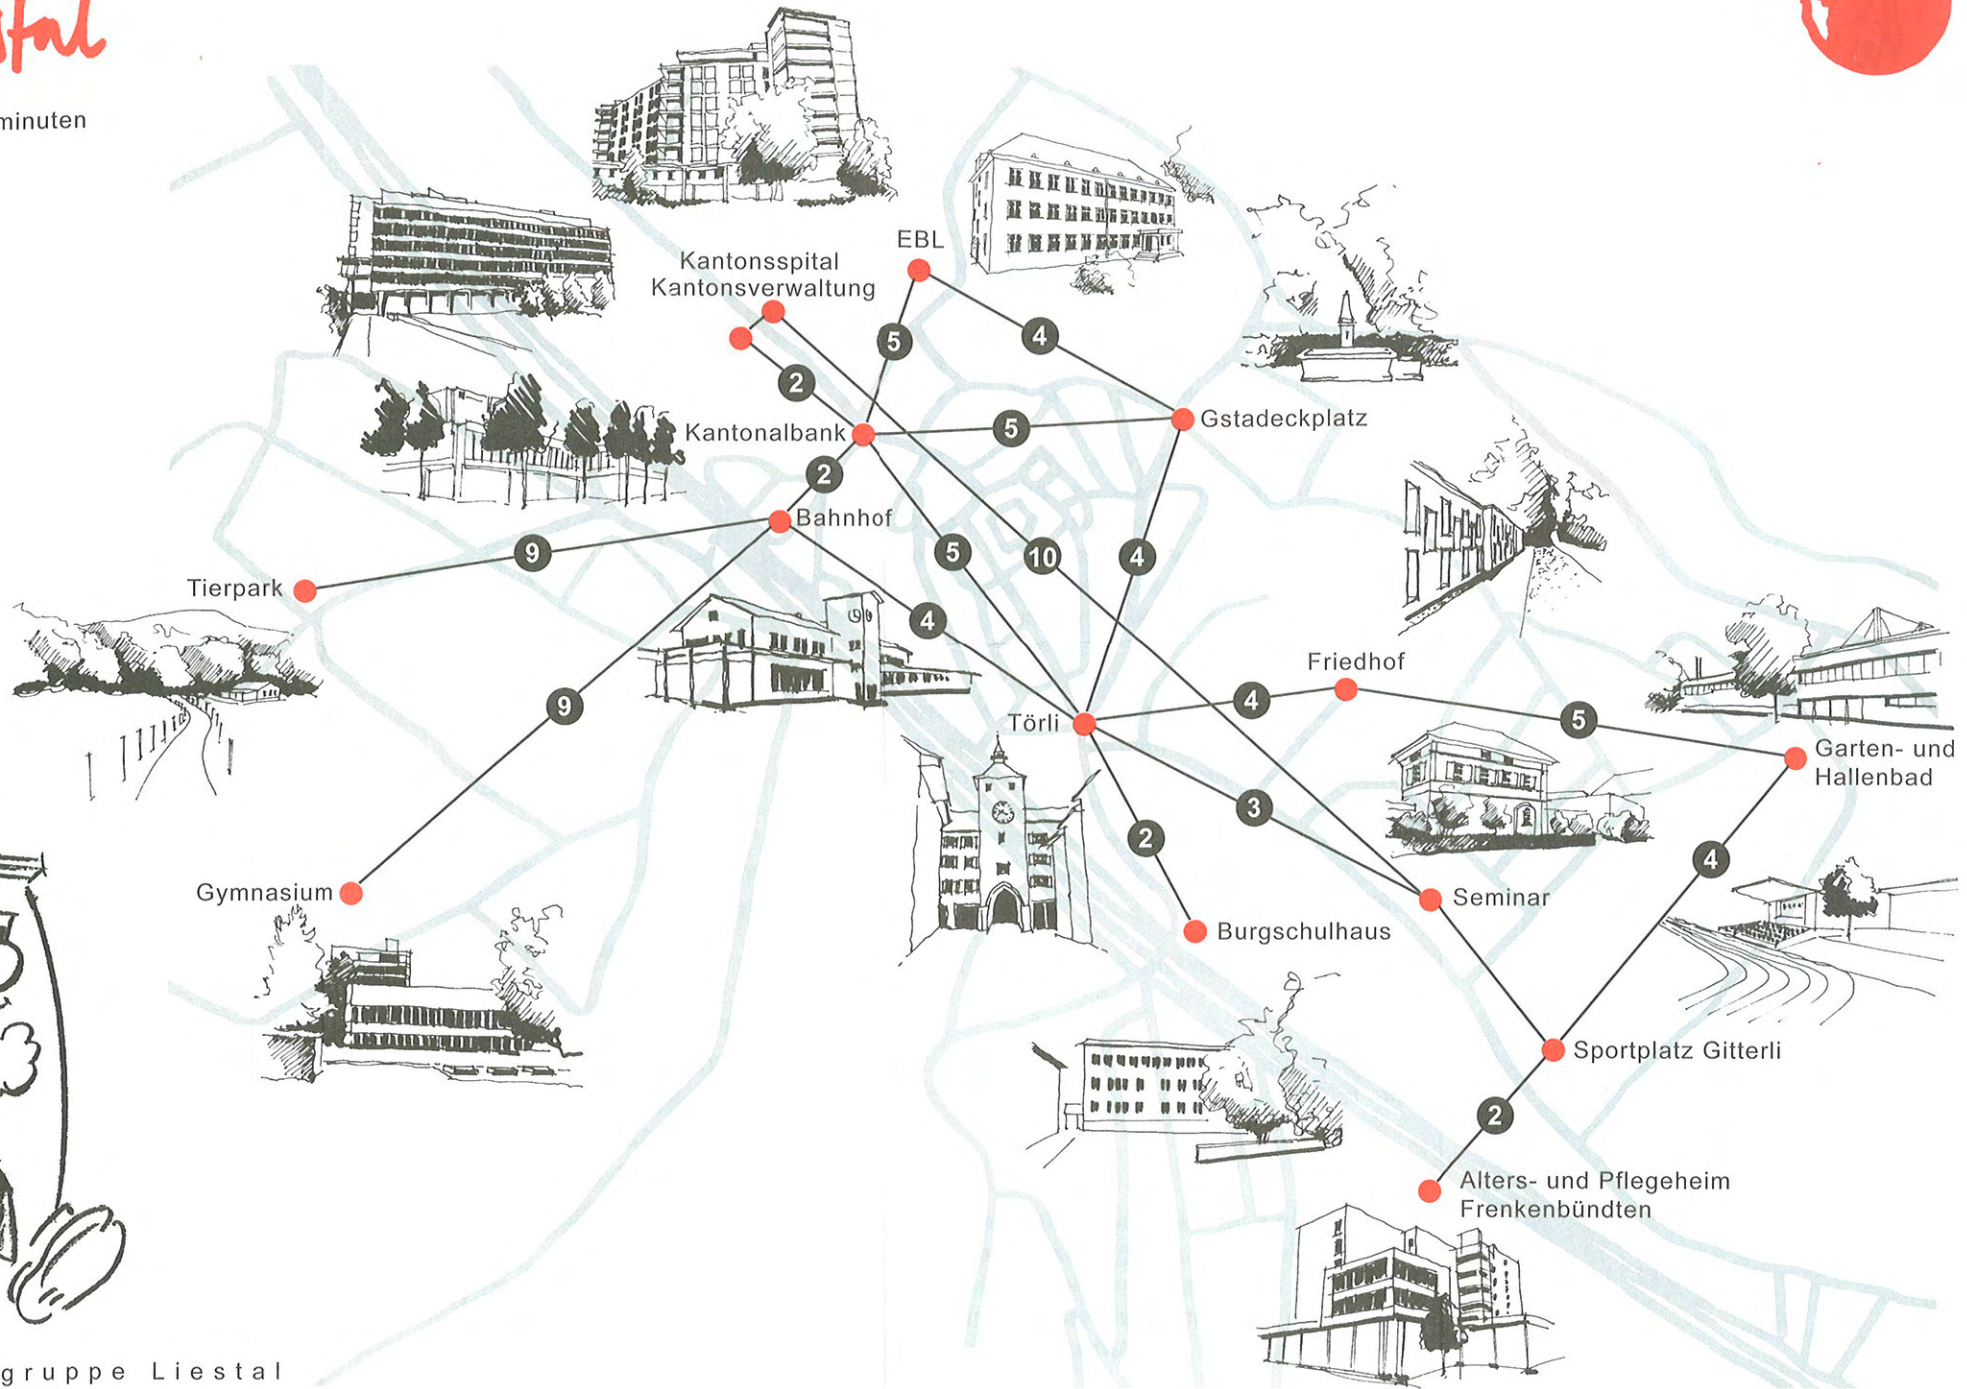 minuten
EBL
Kantonsspital
Kantonsverwaltung
5
4
2
Kantonalbank
5
Gstadeckplatz
2
Bahnhof
9
5
10
4
Tierpark
4
Friedhof
9
4
5
Törli
Garten- und
Hallenbad
3
2
4
Gymnasium
Seminar
Burgschulhaus
Sportplatz Gitterli
2
Alters- und Pflegeheim
Frenkenbündten
gruppe Liestal